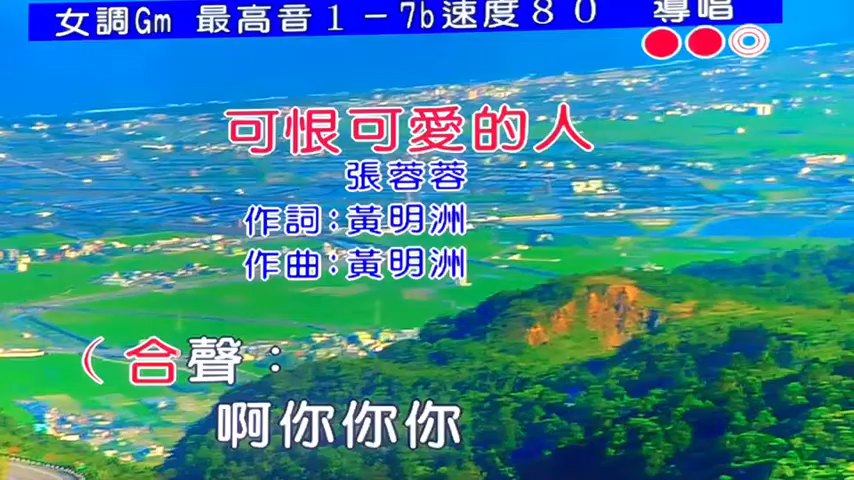 女調Gm 最高音1－7b速度80 導唱
可恨可愛的人
張蓉蓉
作詞:黃明洲
作曲:黃明洲
(合聲:
啊你你你